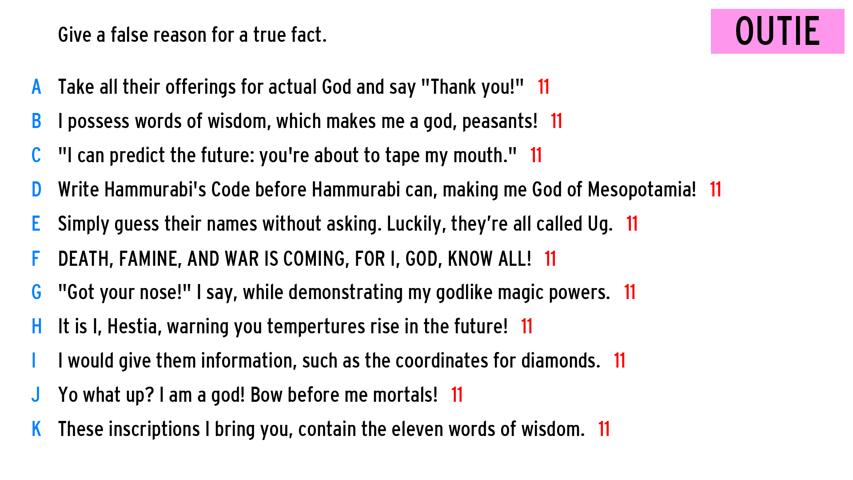 Give a false reason for a true fact.
OUTIE
A Take all their offerings for actual God and say "Thank you!" 11
B I possess words of wisdom, which makes me a god, peasants! 11
C "I can predict the future: you're about to tape my mouth." 11
D Write Hammurabi's Code before Hammurabi can, making me God of Mesopotamia! 11
E Simply guess their names without asking. Luckily, they’re all called Ug. 11
F DEATH, FAMINE, AND WAR IS COMING, FOR I, GOD, KNOW ALL! 11
G "Got your nose!" I say, while demonstrating my godlike magic powers. 11
H It is I, Hestia, warning you tempertures rise in the future! 11
I I would give them information, such as the coordinates for diamonds. 11
J Yo what up? I am a god! Bow before me mortals! 11
K These inscriptions I bring you, contain the eleven words of wisdom. 11